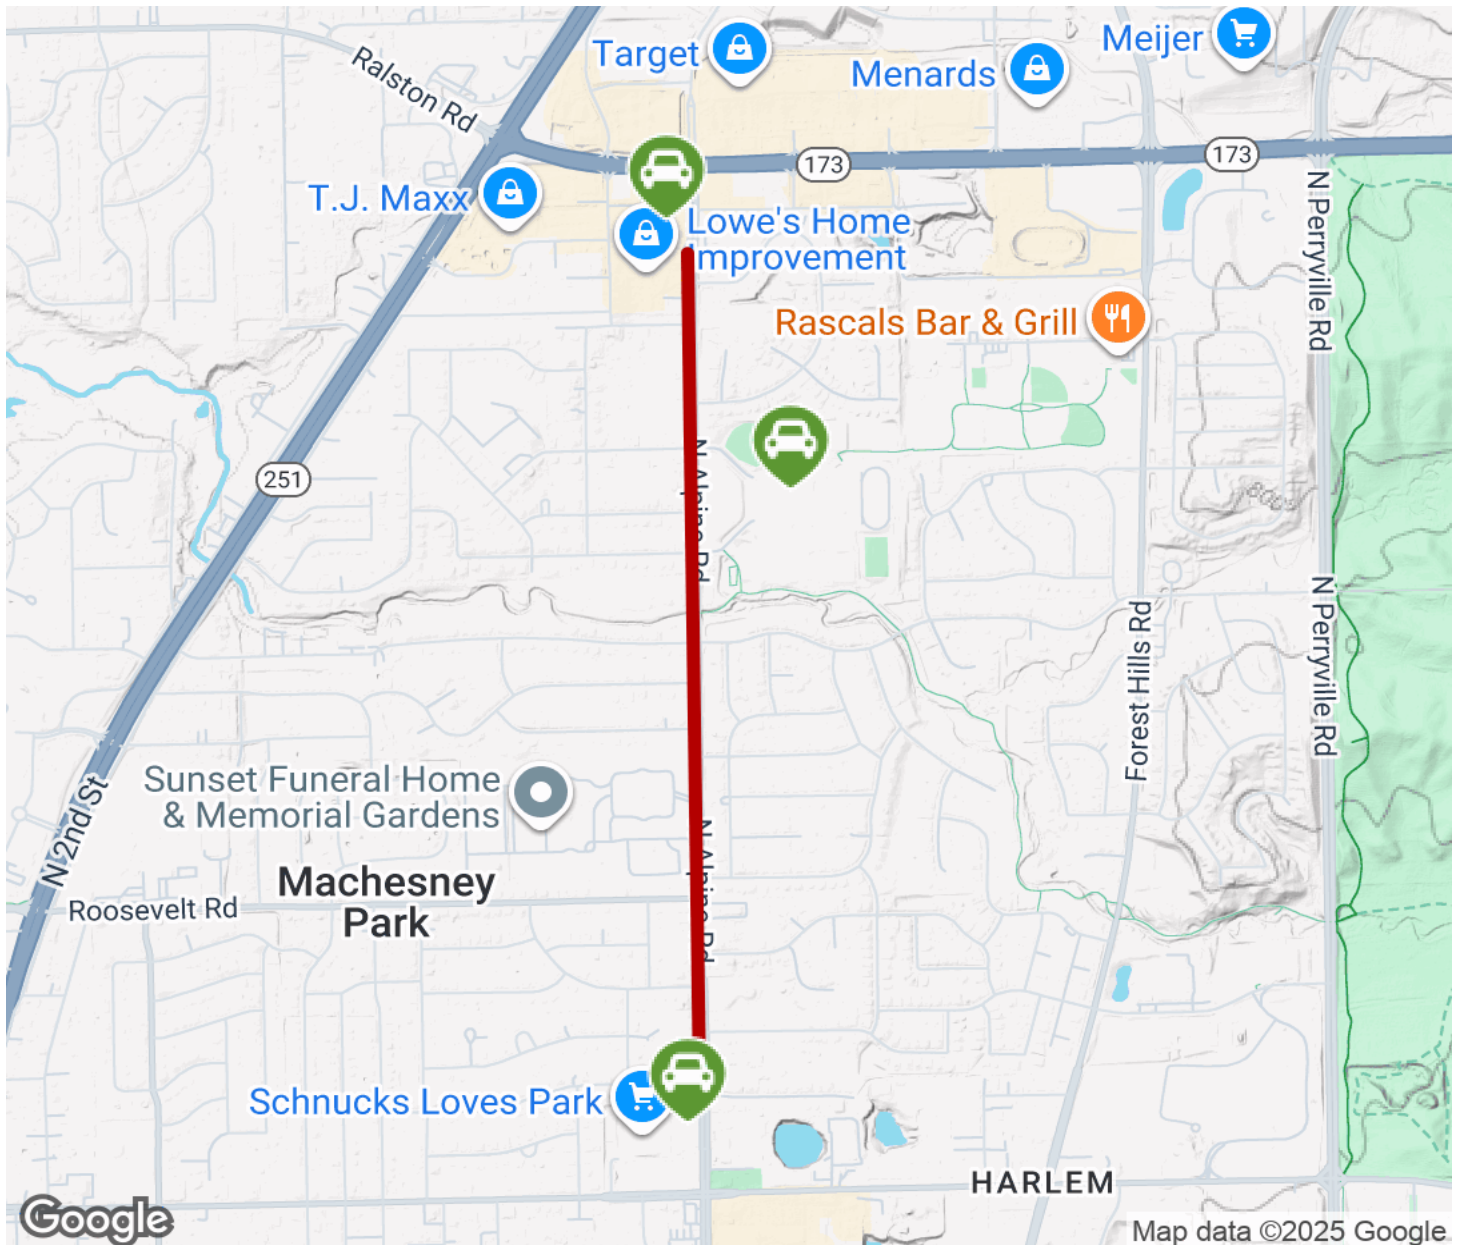 Target
Meijer
Menards
Ralston Rd
173
173
T.J. Maxx
Lowe's Home
Improvement
N Perryville Rd
Rascals Bar & Grill
251
N Alpine Rd
N Perryville Rd
Forest Hills Rd
Sunset Funeral Home
& Memorial Gardens
N 2nd St
N Alpine Rd
Machesney
Park
Roosevelt Rd
Schnucks Loves Park
HARLEM
Google
Map data ©2025 Google